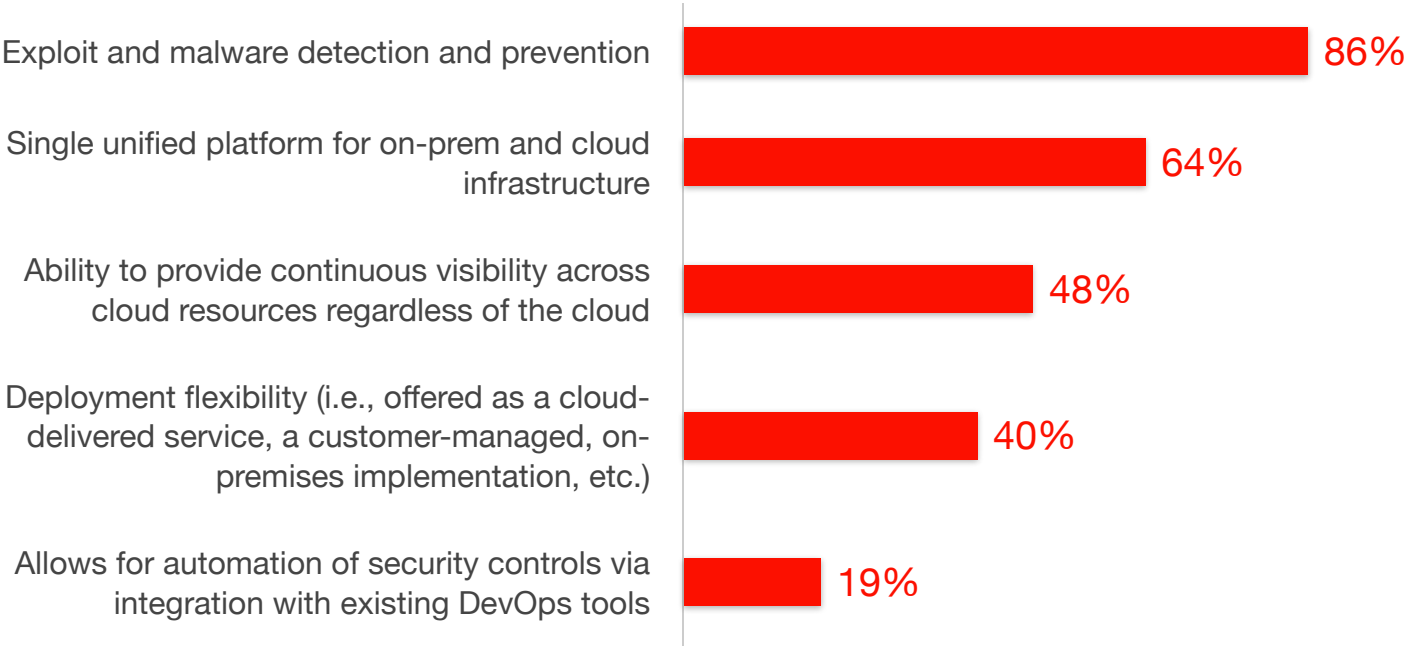 Exploit and malware detection and prevention
86%
Single unified platform for on-prem and cloud
infrastructure
64%
Ability to provide continuous visibility across
cloud resources regardless of the cloud
48%
Deployment flexibility (i.e., offered as a cloud-
delivered service, a customer-managed, on-
premises implementation, etc.)
40%
Allows for automation of security controls via
integration with existing DevOps tools
19%